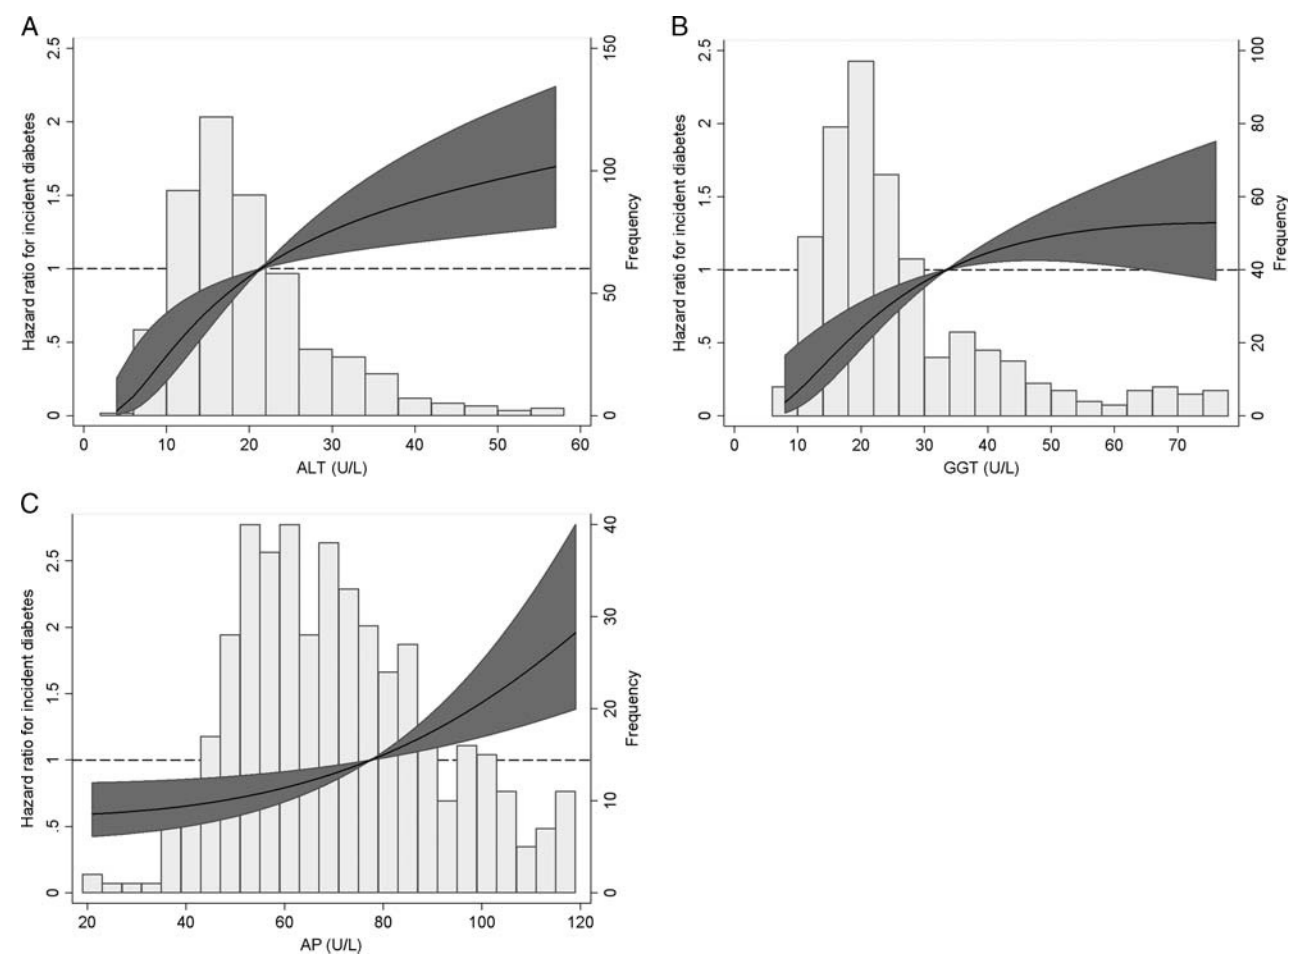 A
Hazard ratio for incident diabetes
2.5
2
1.5
1
.5
0
150
100
50
0
Frequency
0 10 20 30 40 50 60
ALT (U/L)
B
Hazard ratio for incident diabetes
2.5
2
1.5
1
.5
0
100
80
60
40
20
0
Frequency
0 10 20 30 40 50 60 70
GGT (U/L)
C
Hazard ratio for incident diabetes
2.5
2
1.5
1
.5
0
40
30
20
10
0
Frequency
20 40 60 80 100 120
AP (U/L)